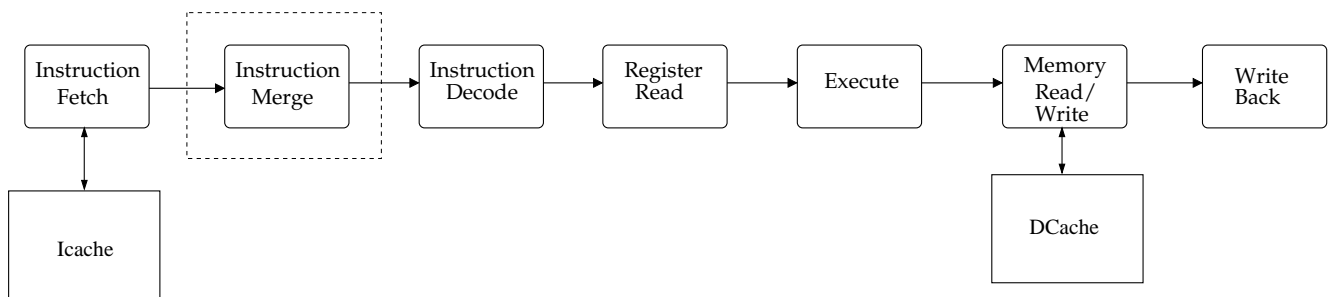 Instruction
Fetch
Instruction
Merge
Instruction
Decode
Register
Read
Execute
Memory
Read/
Write
Write
Back
Icache
DCache